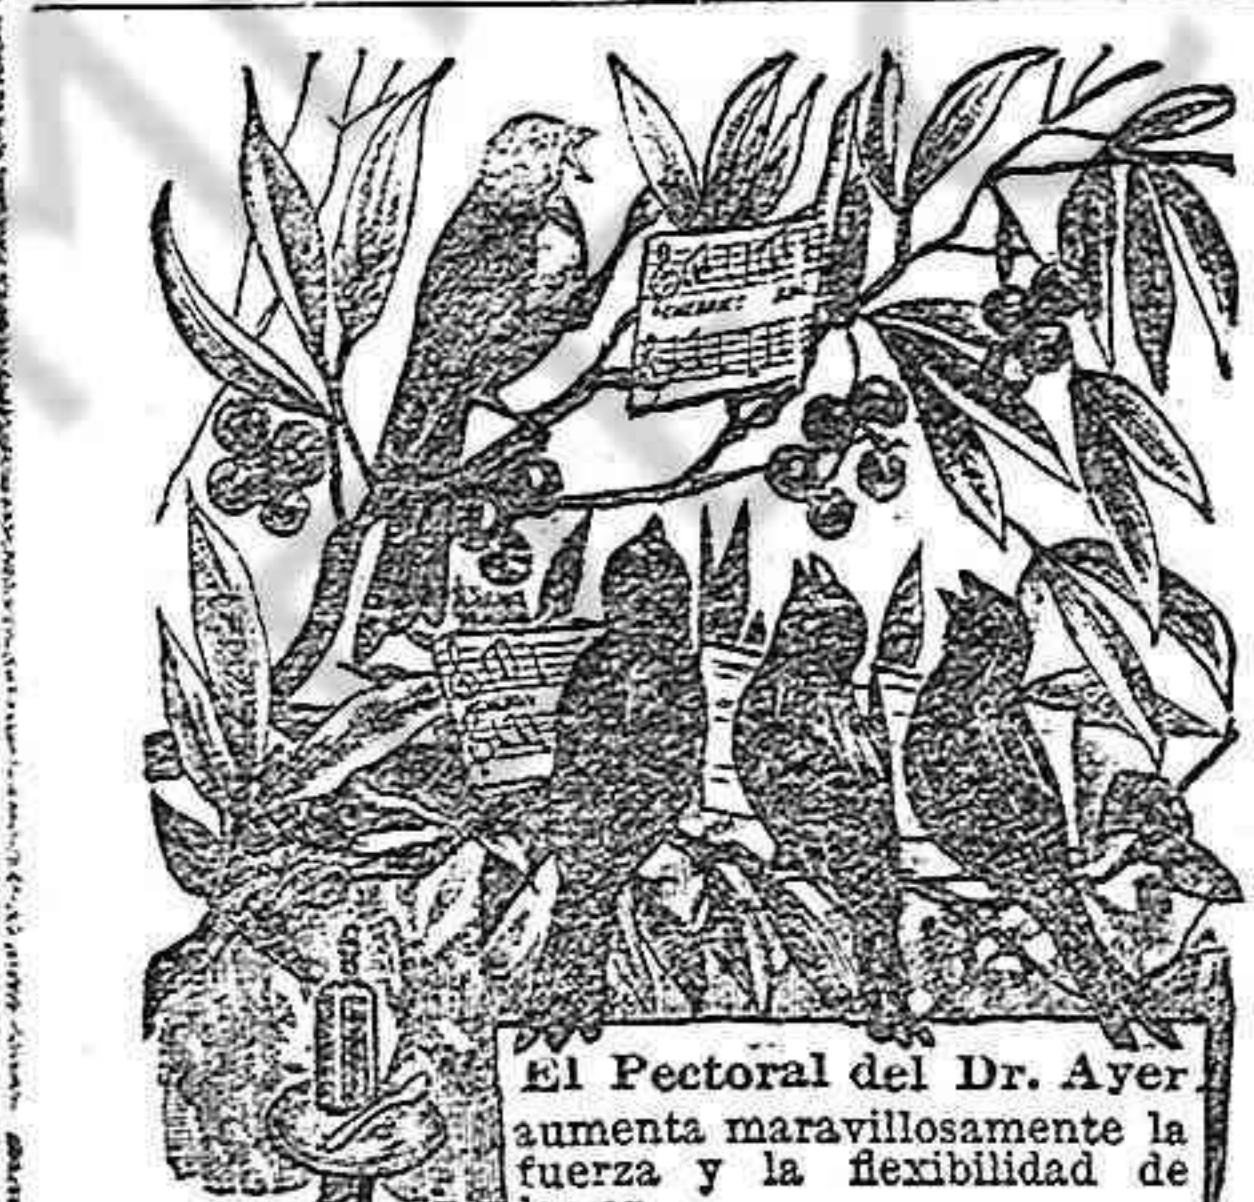 El Pectoral del Dr. Ayer
aumenta maravillosamente la
fuerza y la flexibilidad de